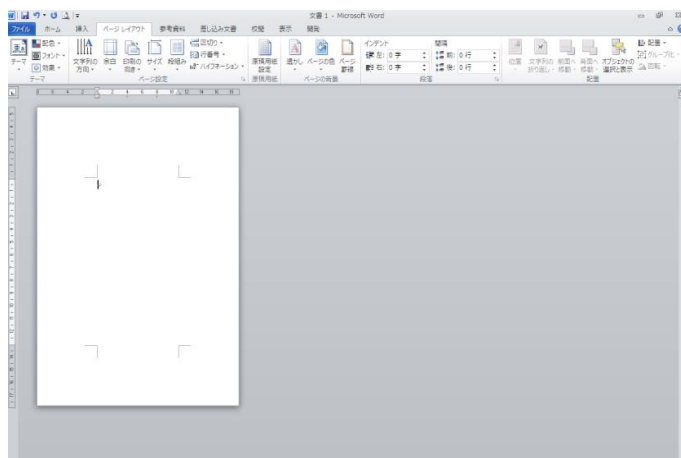 文書 1 - Microsoft Word
ファイル ホーム 挿入 ページ レイアウト 参考資料 差し込み文書 校閲 表示 開発
テーマ
配色
フォント
効果
テーマ
文字列の方向
余白
印刷の向き
サイズ
段組み
区切り
行番号
ハイフネーション
ページ設定
原稿用紙設定
原稿用紙
透かし
ページの色
ページ罫線
ページの背景
インデント
左: 0 字
右: 0 字
間隔
前: 0 行
後: 0 行
段落
位置
文字列の折り返し
前面へ移動
背面へ移動
オブジェクトの選択と表示
配置
グループ化
回転
配置